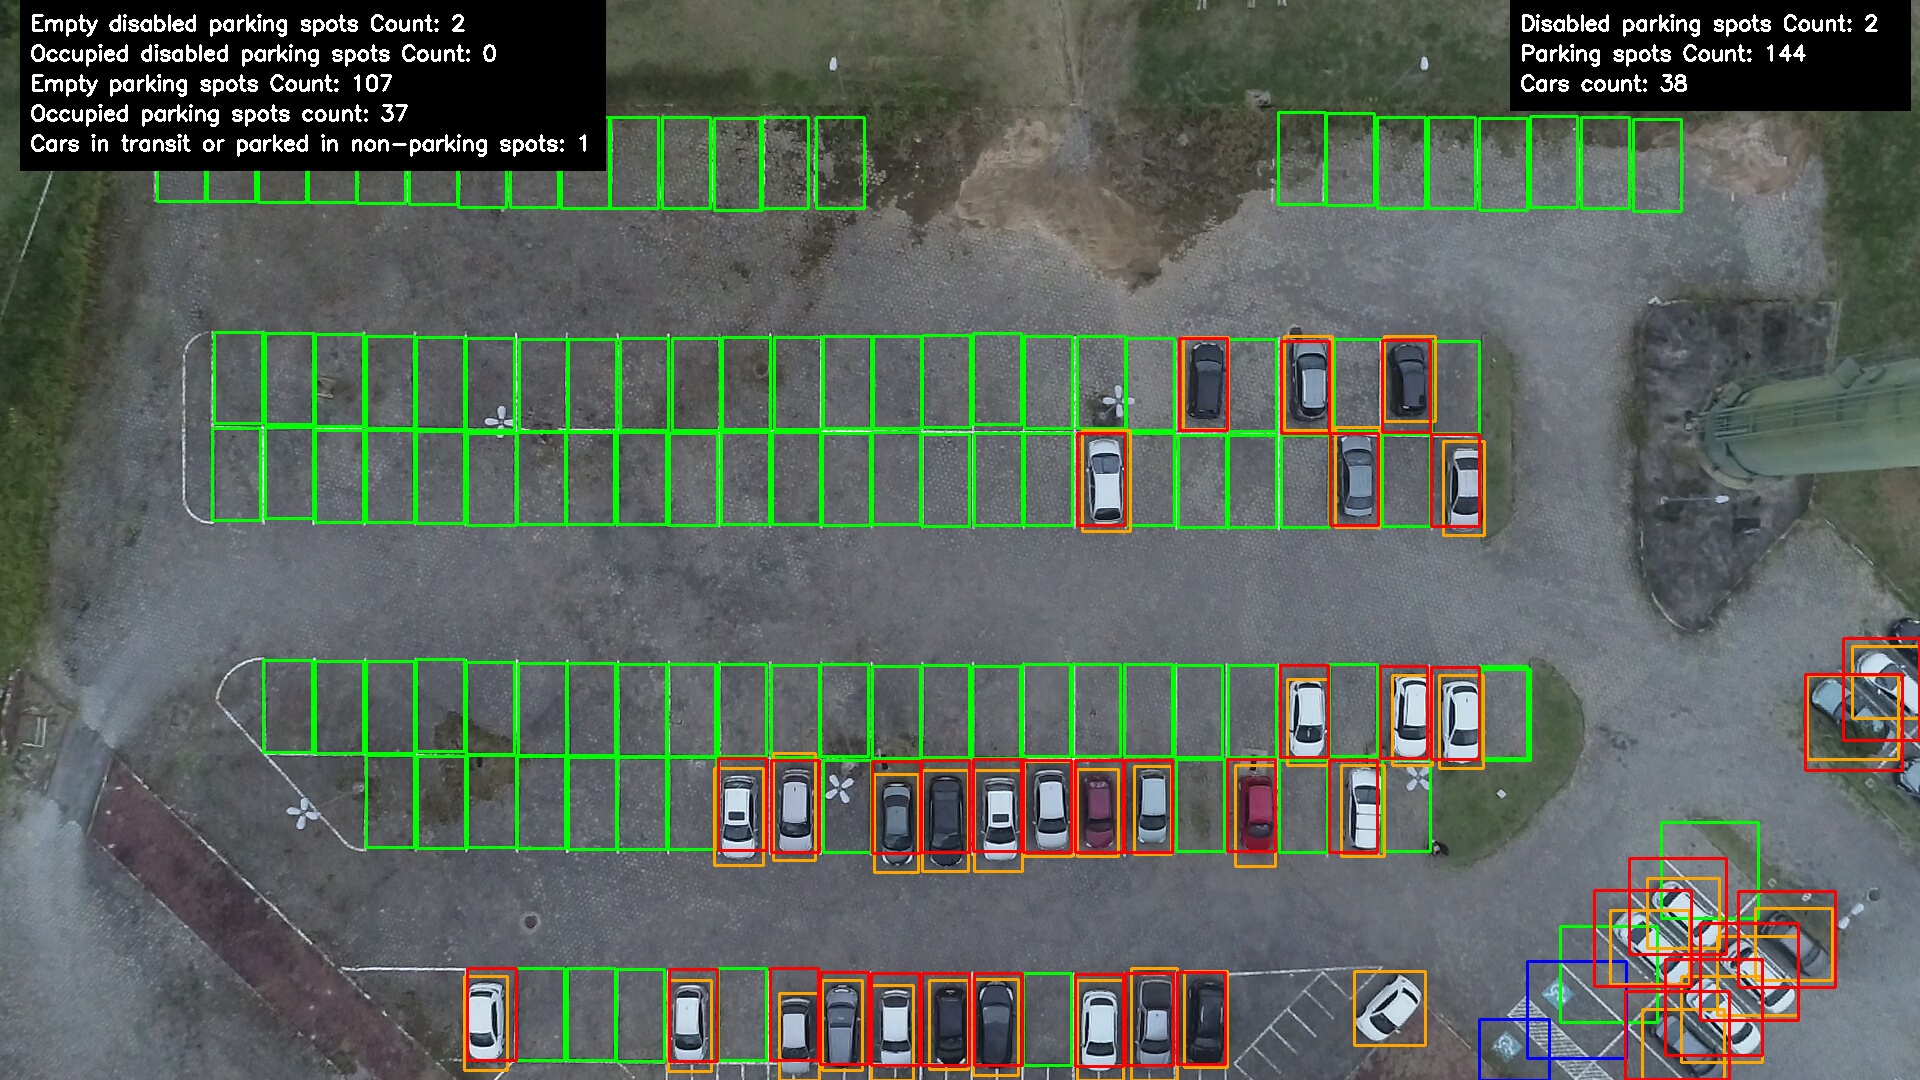 Empty disabled parking spots Count: 2
Occupied disabled parking spots Count: 0
Empty parking spots Count: 107
Occupied parking spots count: 37
Cars in transit or parked in non-parking spots: 1
Disabled parking spots Count: 2
Parking spots Count: 144
Cars count: 38